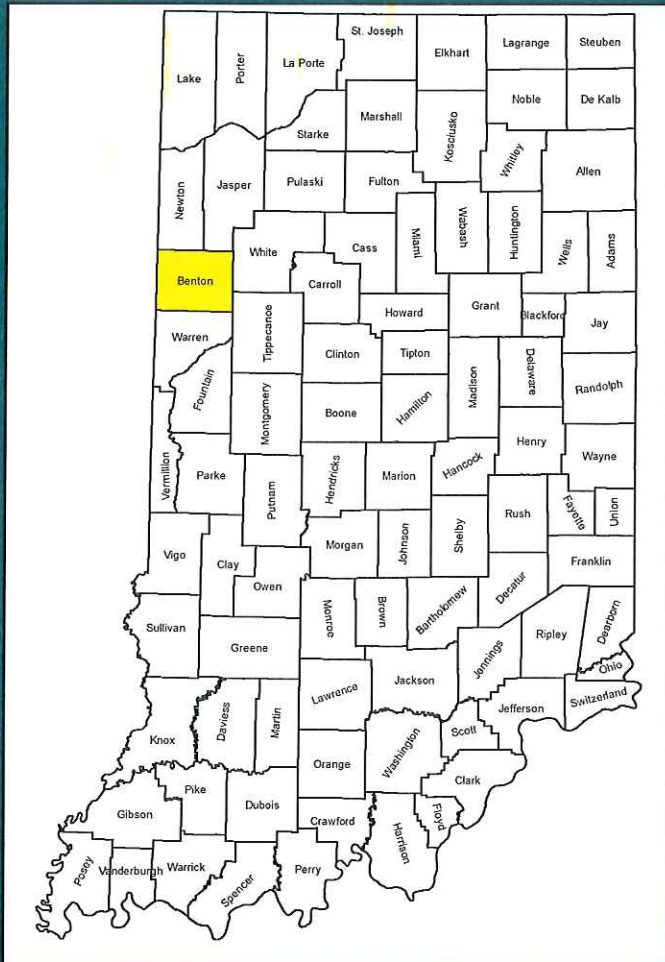 St. Joseph
Elkhart
Lagrange
Steuben
Lake
Porter
La Porte
Noble
De Kalb
Marshall
Kosciusko
Starke
Whitley
Allen
Newton
Jasper
Pulaski
Fulton
Wabash
Huntington
Miami
Wells
Adams
White
Cass
Benton
Carroll
Howard
Grant
Blackford
Jay
Warren
Tippecanoe
Clinton
Tipton
Madison
Delaware
Randolph
Fountain
Montgomery
Boone
Hamilton
Henry
Wayne
Vermillion
Parke
Putnam
Hendricks
Marion
Hancock
Rush
Fayette
Union
Shelby
Vigo
Clay
Morgan
Johnson
Franklin
Owen
Decatur
Monroe
Brown
Bartholomew
Sullivan
Greene
Ripley
Dearborn
Jennings
Ohio
Lawrence
Jackson
Switzerland
Jefferson
Knox
Daviess
Martin
Scott
Washington
Orange
Clark
Pike
Dubois
Gibson
Crawford
Floyd
Harrison
Posey
Vanderburgh
Warrick
Perry
Spencer